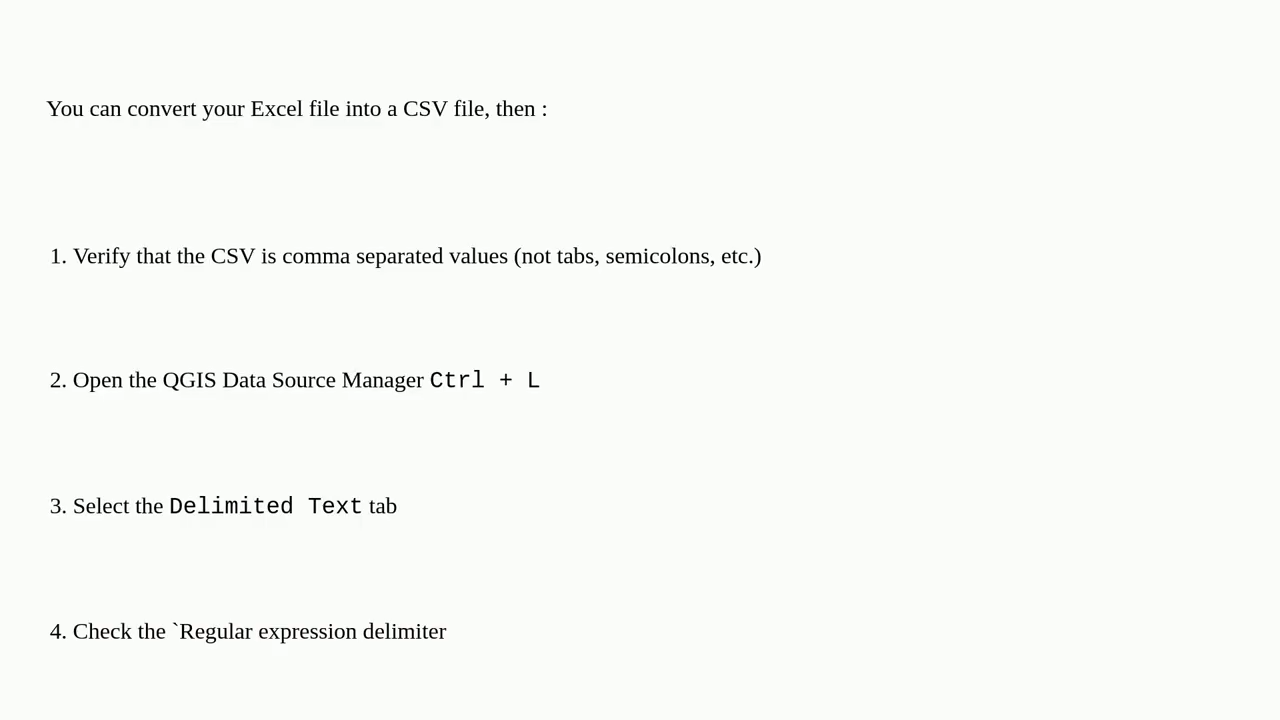 You can convert your Excel file into a CSV file, then :
1. Verify that the CSV is comma separated values (not tabs, semicolons, etc.)
2. Open the QGIS Data Source Manager Ctrl + L
3. Select the Delimited Text tab
4. Check the `Regular expression delimiter